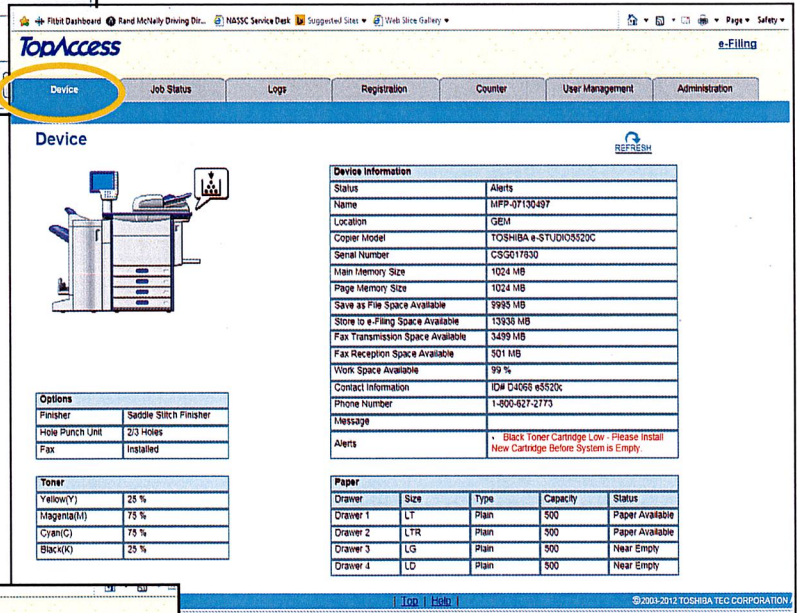 Fitbit Dashboard Rand McNally Driving Dir... NASSC Service Desk Suggested Sites Web Slice Gallery Page Safety
TopAccess
e-Filing
Device Job Status Logs Registration Counter User Management Administration
Device
REFRESH
Device Information
Status Alerts
Name MFP-07130497
Location GEM
Copier Model TOSHIBA e-STUDIO5520C
Serial Number CSG017830
Main Memory Size 1024 MB
Page Memory Size 1024 MB
Save as File Space Available 9995 MB
Store to e-Filing Space Available 13938 MB
Fax Transmission Space Available 3499 MB
Fax Reception Space Available 501 MB
Work Space Available 99 %
Contact Information ID# D4068 e5520c
Phone Number 1-800-627-2773
Message
Alerts • Black Toner Cartridge Low - Please Install
New Cartridge Before System is Empty.
Options
Finisher Saddle Stitch Finisher
Hole Punch Unit 2/3 Holes
Fax Installed
Toner
Yellow(Y) 25 %
Magenta(M) 75 %
Cyan(C) 75 %
Black(K) 25 %
Paper
Drawer Size Type Capacity Status
Drawer 1 LT Plain 500 Paper Available
Drawer 2 LTR Plain 500 Paper Available
Drawer 3 LG Plain 500 Near Empty
Drawer 4 LD Plain 500 Near Empty
| Top | Help |
©2003-2012 TOSHIBA TEC CORPORATION